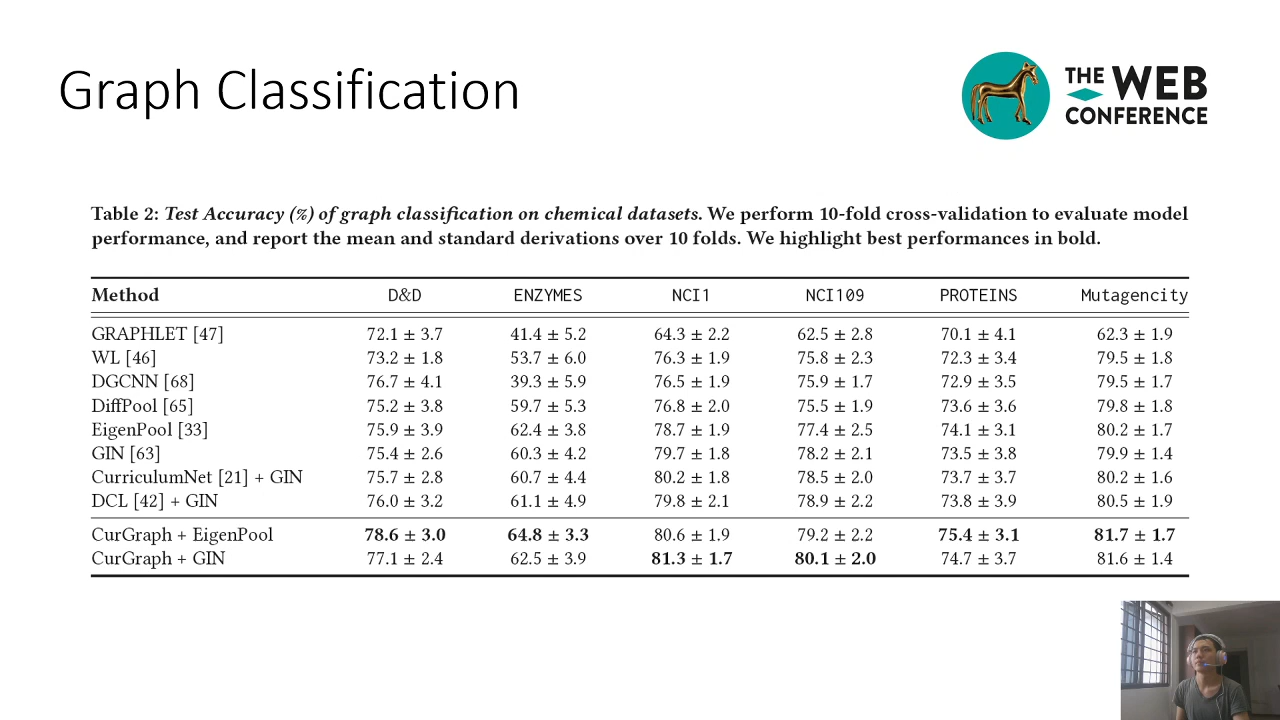 Graph Classification
THE WEB
CONFERENCE
Table 2: Test Accuracy (%) of graph classification on chemical datasets. We perform 10-fold cross-validation to evaluate model
performance, and report the mean and standard derivations over 10 folds. We highlight best performances in bold.
Method D&D ENZYMES NCI1 NCI109 PROTEINS Mutagencity
GRAPHLET [47] 72.1 ± 3.7 41.4 ± 5.2 64.3 ± 2.2 62.5 ± 2.8 70.1 ± 4.1 62.3 ± 1.9
WL [46] 73.2 ± 1.8 53.7 ± 6.0 76.3 ± 1.9 75.8 ± 2.3 72.3 ± 3.4 79.5 ± 1.8
DGCNN [68] 76.7 ± 4.1 39.3 ± 5.9 76.5 ± 1.9 75.9 ± 1.7 72.9 ± 3.5 79.5 ± 1.7
DiffPool [65] 75.2 ± 3.8 59.7 ± 5.3 76.8 ± 2.0 75.5 ± 1.9 73.6 ± 3.6 79.8 ± 1.8
EigenPool [33] 75.9 ± 3.9 62.4 ± 3.8 78.7 ± 1.9 77.4 ± 2.5 74.1 ± 3.1 80.2 ± 1.7
GIN [63] 75.4 ± 2.6 60.3 ± 4.2 79.7 ± 1.8 78.2 ± 2.1 73.5 ± 3.8 79.9 ± 1.4
CurriculumNet [21] + GIN 75.7 ± 2.8 60.7 ± 4.4 80.2 ± 1.8 78.5 ± 2.0 73.7 ± 3.7 80.2 ± 1.6
DCL [42] + GIN 76.0 ± 3.2 61.1 ± 4.9 79.8 ± 2.1 78.9 ± 2.2 73.8 ± 3.9 80.5 ± 1.9
CurGraph + EigenPool 78.6 ± 3.0 64.8 ± 3.3 80.6 ± 1.9 79.2 ± 2.2 75.4 ± 3.1 81.7 ± 1.7
CurGraph + GIN 77.1 ± 2.4 62.5 ± 3.9 81.3 ± 1.7 80.1 ± 2.0 74.7 ± 3.7 81.6 ± 1.4